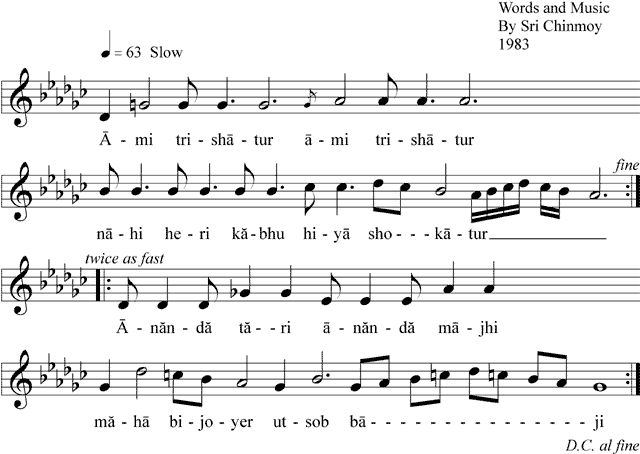 Words and Music
By Sri Chinmoy
1983
♩ = 63 Slow
Ā - mi tri - shā - tur ā - mi tri - shā - tur
fine
nā - hi he - ri kă - bhu hi - yā sho - - - kā - tur
twice as fast
Ā - năn - dă tă - - ri ā - năn - dă mā - jhi
mă - hā bi - jo - yer ut - sob bā - - - - - - - - - - - - - - - ji
D.C. al fine